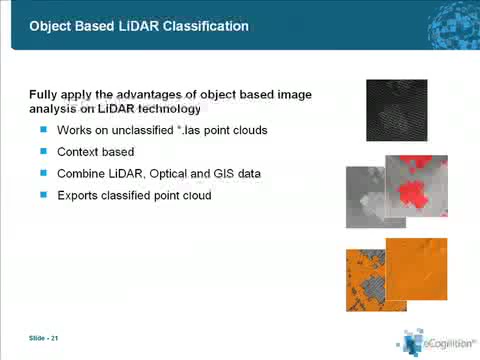 Object Based LiDAR Classification
Fully apply the advantages of object based image
analysis on LiDAR technology
Works on unclassified *.las point clouds
Context based
Combine LiDAR, Optical and GIS data
Exports classified point cloud
Slide - 21
eCognition